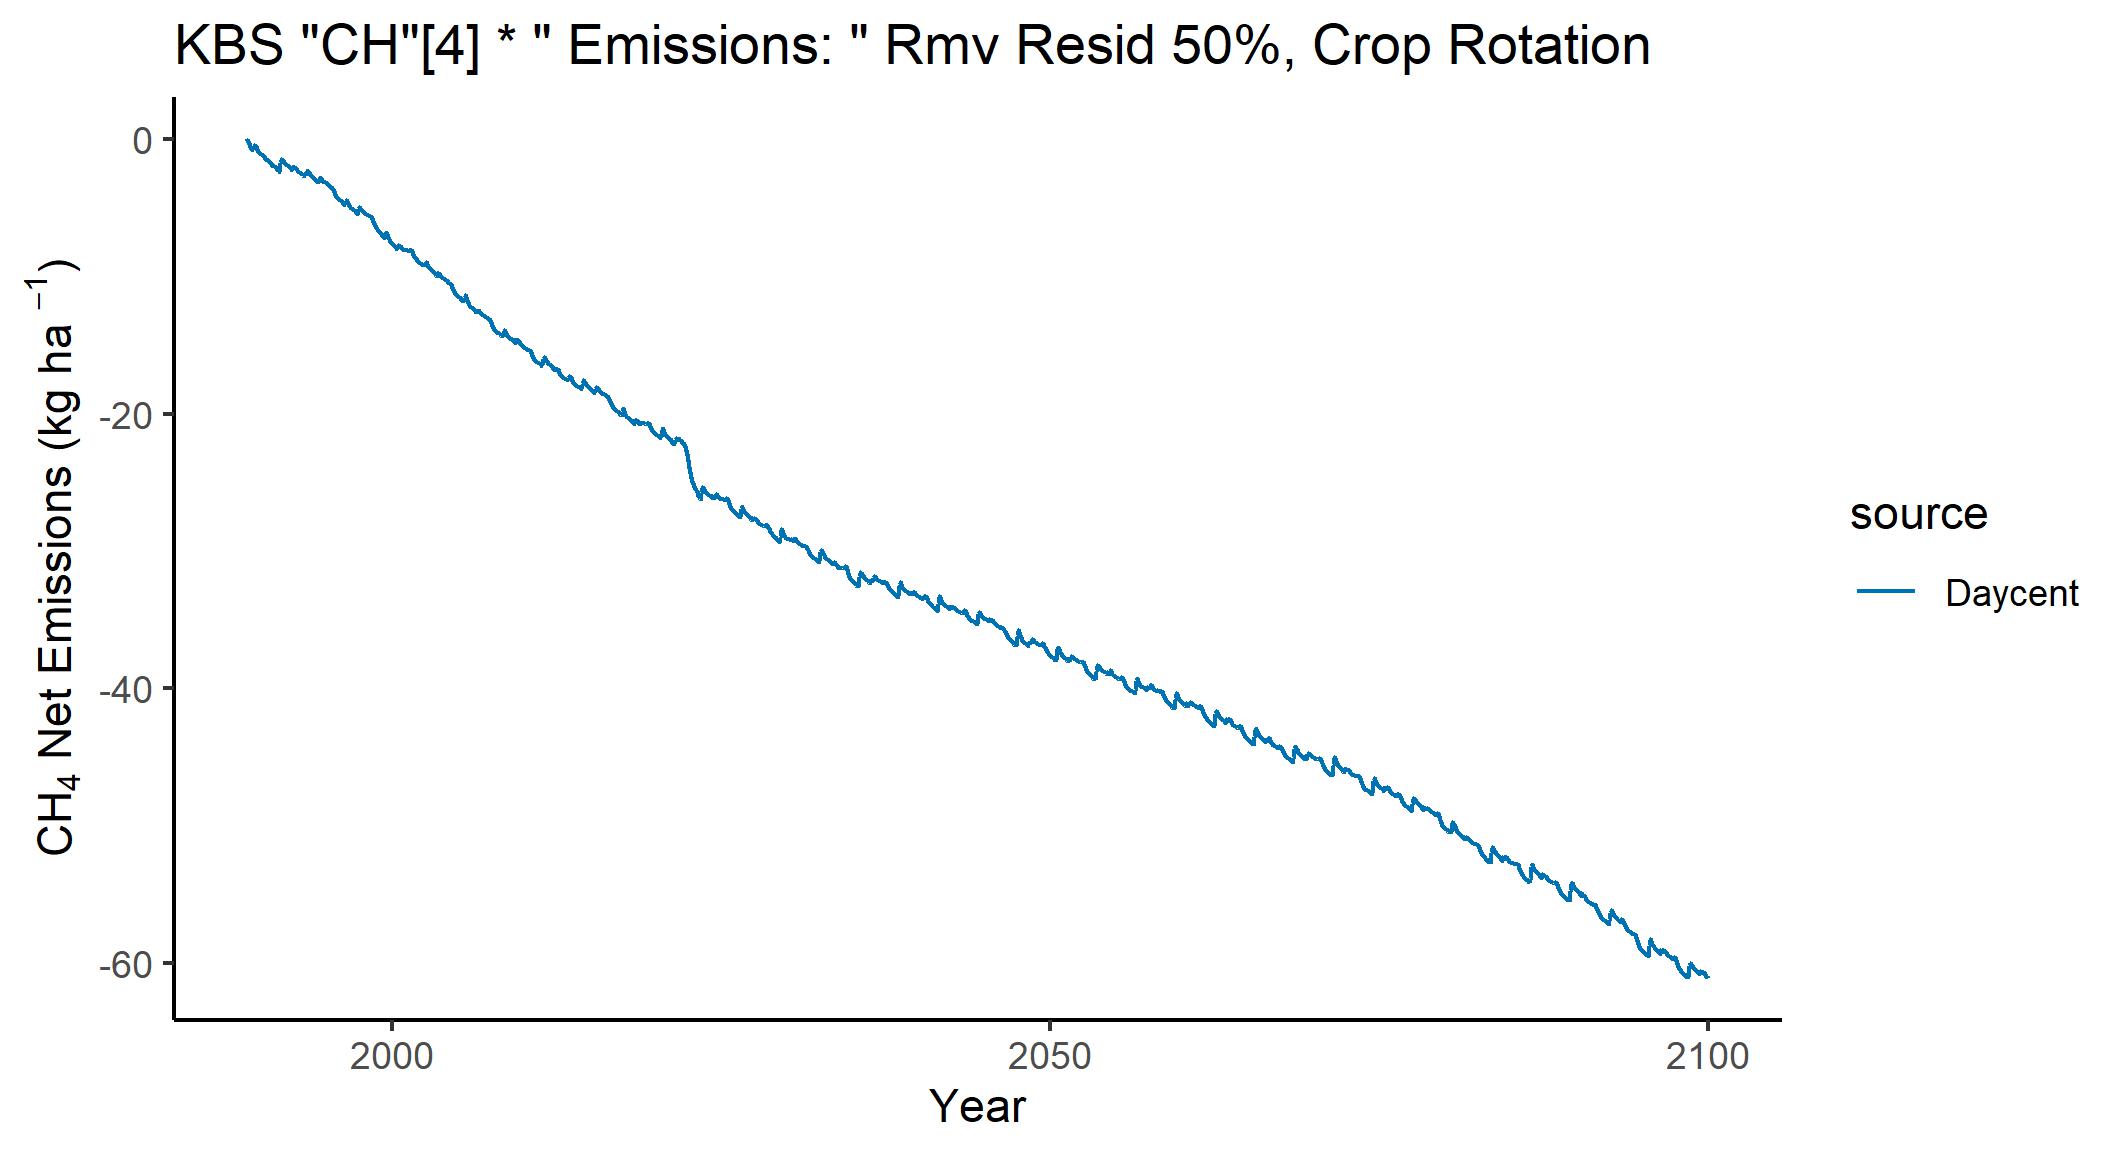 KBS "CH"[4] * " Emissions: " Rmv Resid 50%, Crop Rotation
CH₄ Net Emissions (kg ha ⁻¹)
0
-20
-40
-60
2000
2050
2100
Year
source
Daycent